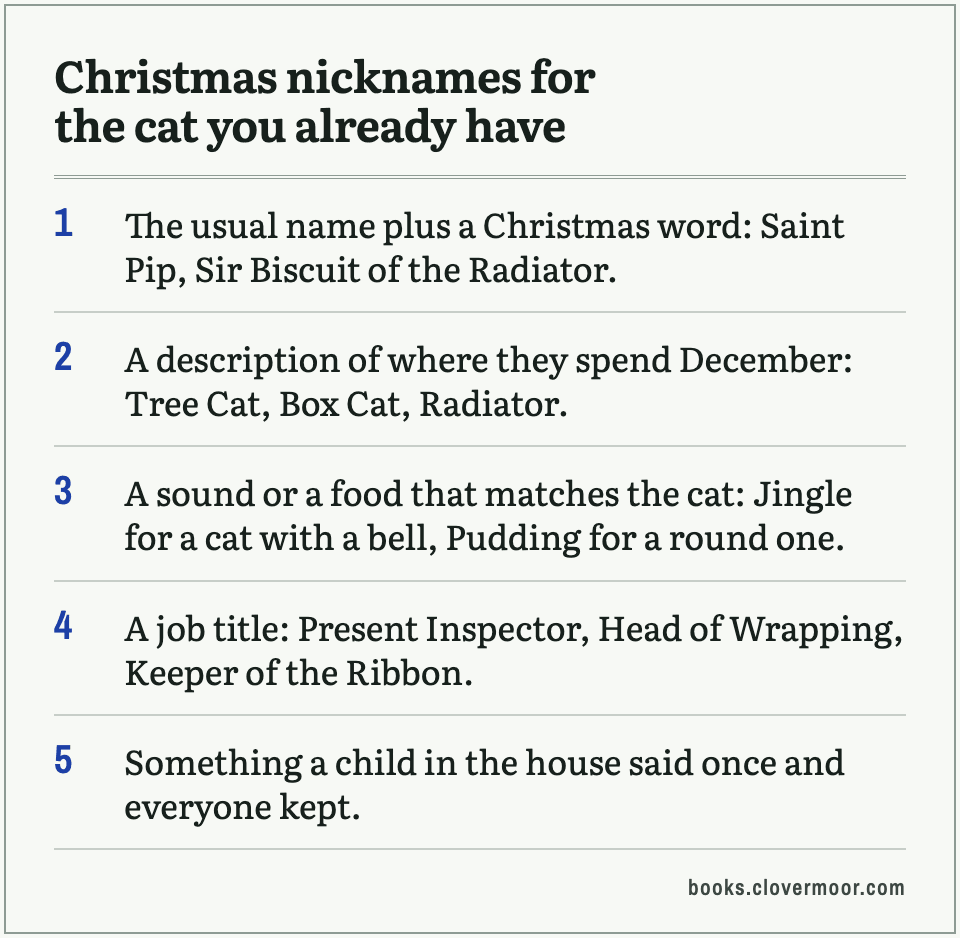 Christmas nicknames for
the cat you already have
1
The usual name plus a Christmas word: Saint
Pip, Sir Biscuit of the Radiator.
2
A description of where they spend December:
Tree Cat, Box Cat, Radiator.
3
A sound or a food that matches the cat: Jingle
for a cat with a bell, Pudding for a round one.
4
A job title: Present Inspector, Head of Wrapping,
Keeper of the Ribbon.
5
Something a child in the house said once and
everyone kept.
books.clovermoor.com